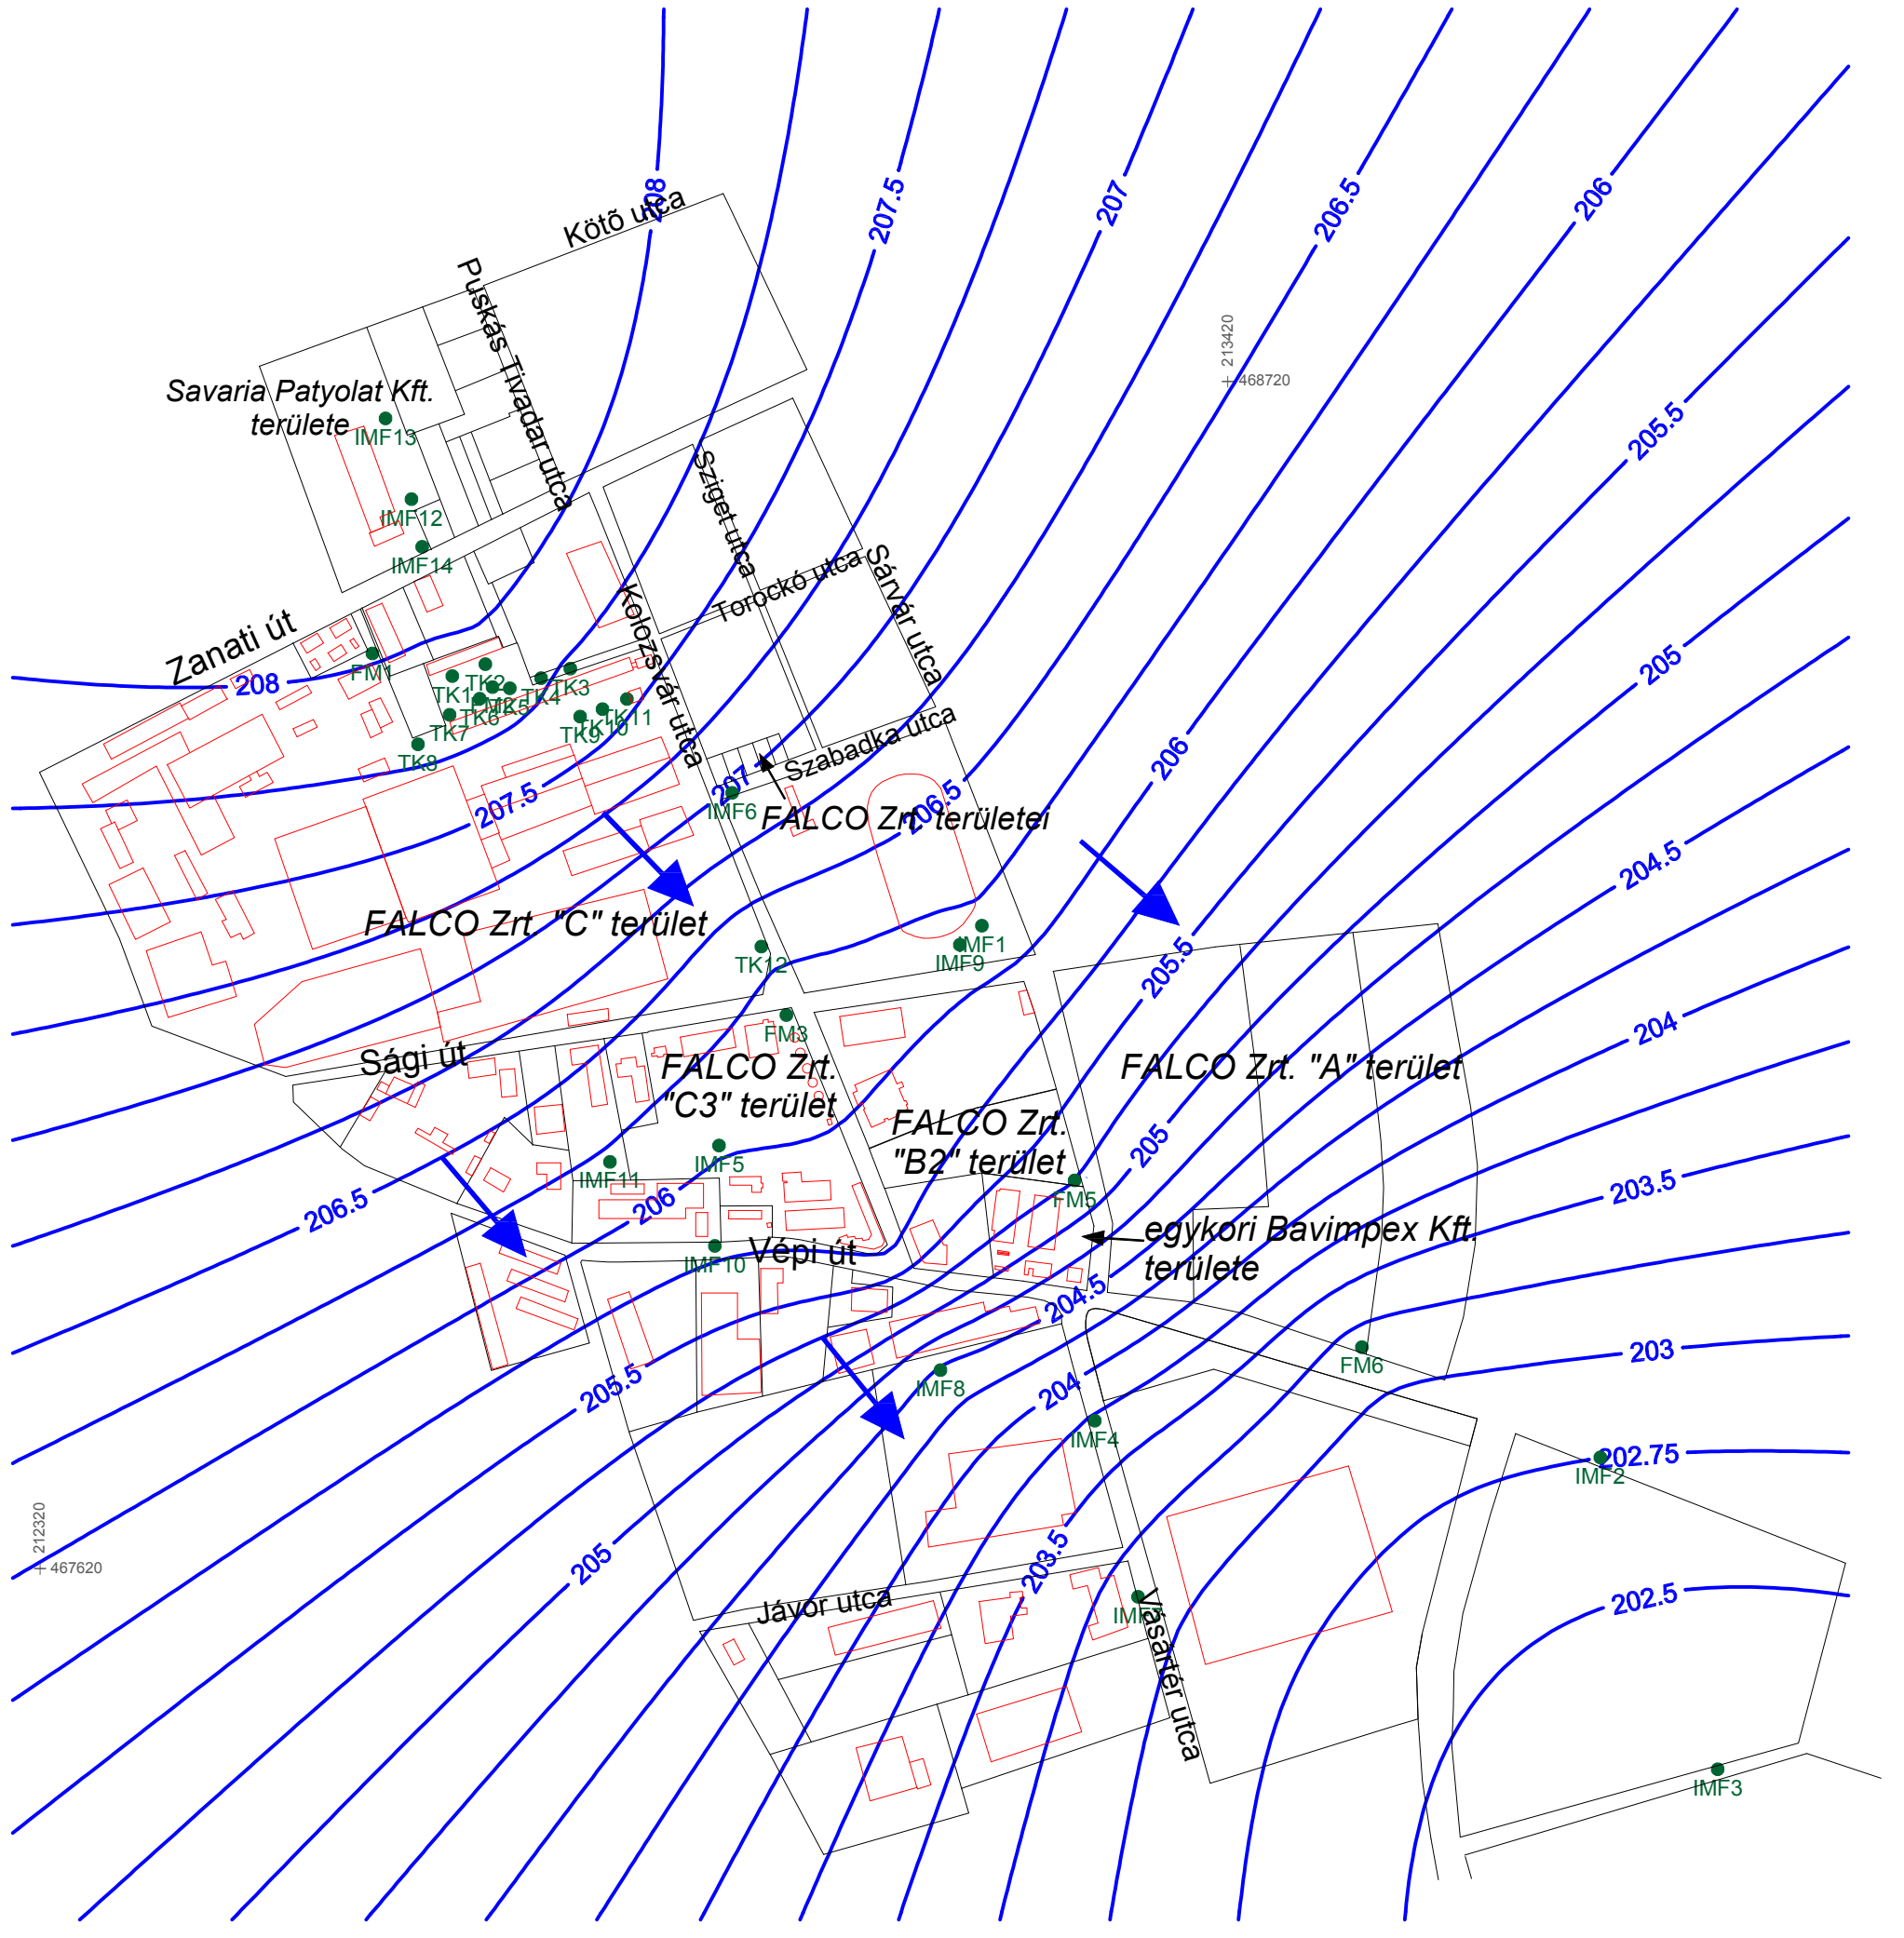 208
Kötõ utca
207.5
207
206.5
206
213420
468720
Puskás Tivadar utca
Savaria Patyolat Kft.
területe
IMF13
205.5
Sziget utca
IMF12
IMF14
Torockó utca
Sárvár utca
Kolozsvár utca
Zanati út
FM1
208
TK1
TK2
TK3
TK4
TK5
TK6
TK7
TK8
TK9
TK10
TK11
205
Szabadka utca
206
207
207.5
IMF6
206.5
FALCO Zrt. területei
204.5
FALCO Zrt. "C" terület
TK12
IMF1
IMF9
205.5
FM3
204
Sági út
FALCO Zrt.
"C3" terület
FALCO Zrt. "A" terület
FALCO Zrt.
"B2" terület
205
IMF5
IMF11
FM5
203.5
206.5
206
egykori Bavimpex Kft.
területe
Vépi út
IMF10
204.5
203
FM6
205.5
IMF8
204
IMF4
202.75
IMF2
212320
467620
205
203.5
202.5
Jávor utca
Vásártér utca
IMF3